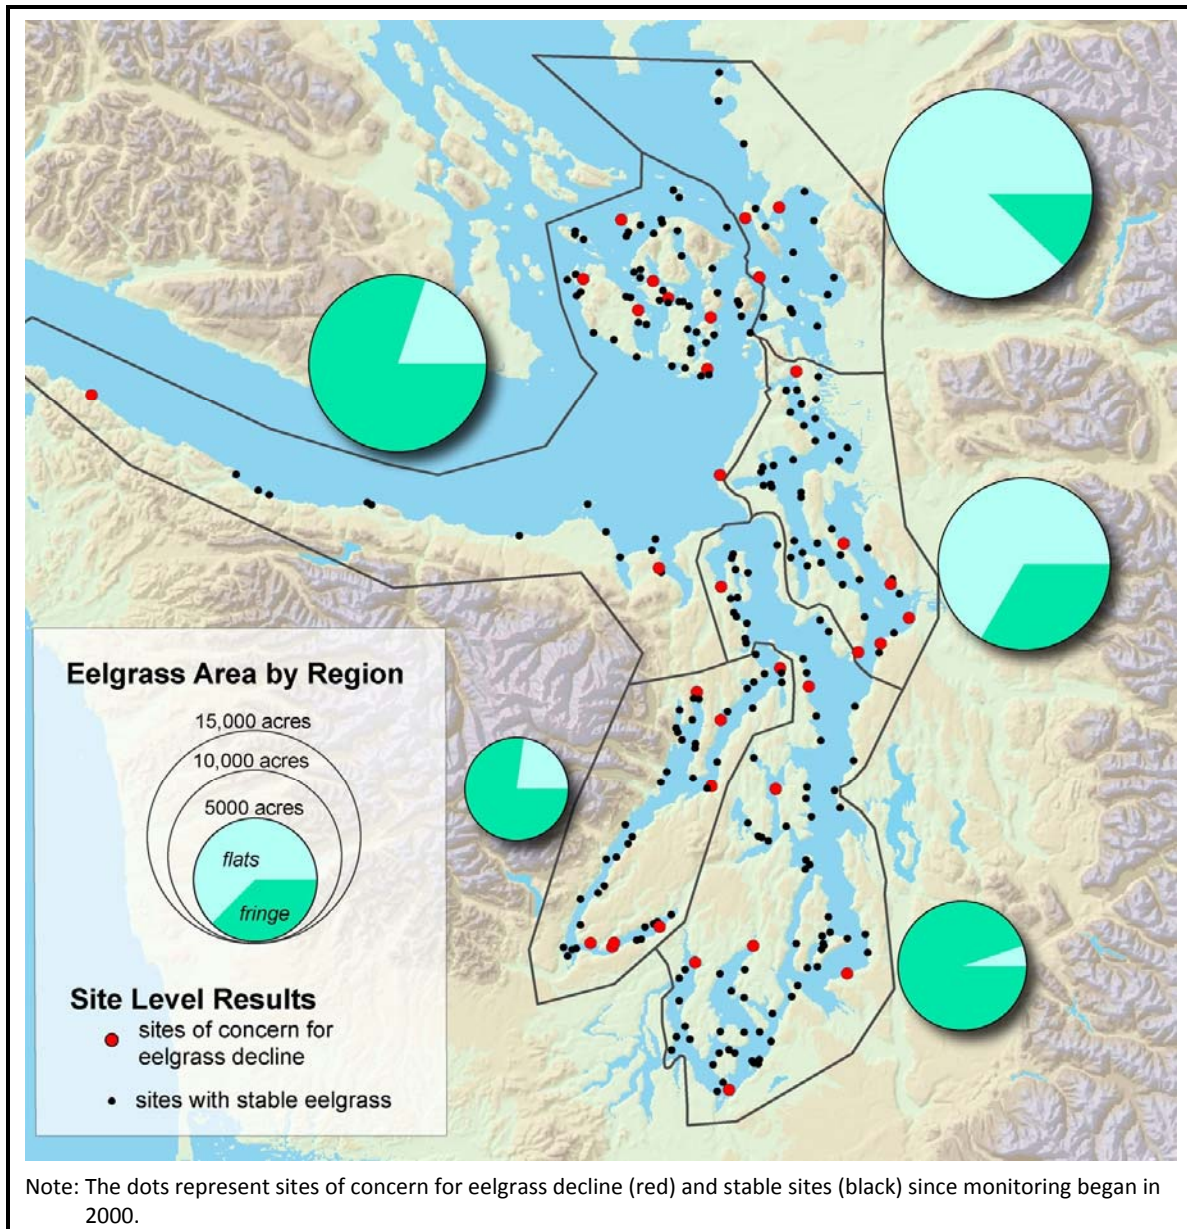 Eelgrass Area by Region
15,000 acres
10,000 acres
5000 acres
flats
fringe
Site Level Results
sites of concern for
eelgrass decline
sites with stable eelgrass
Note: The dots represent sites of concern for eelgrass decline (red) and stable sites (black) since monitoring began in
2000.